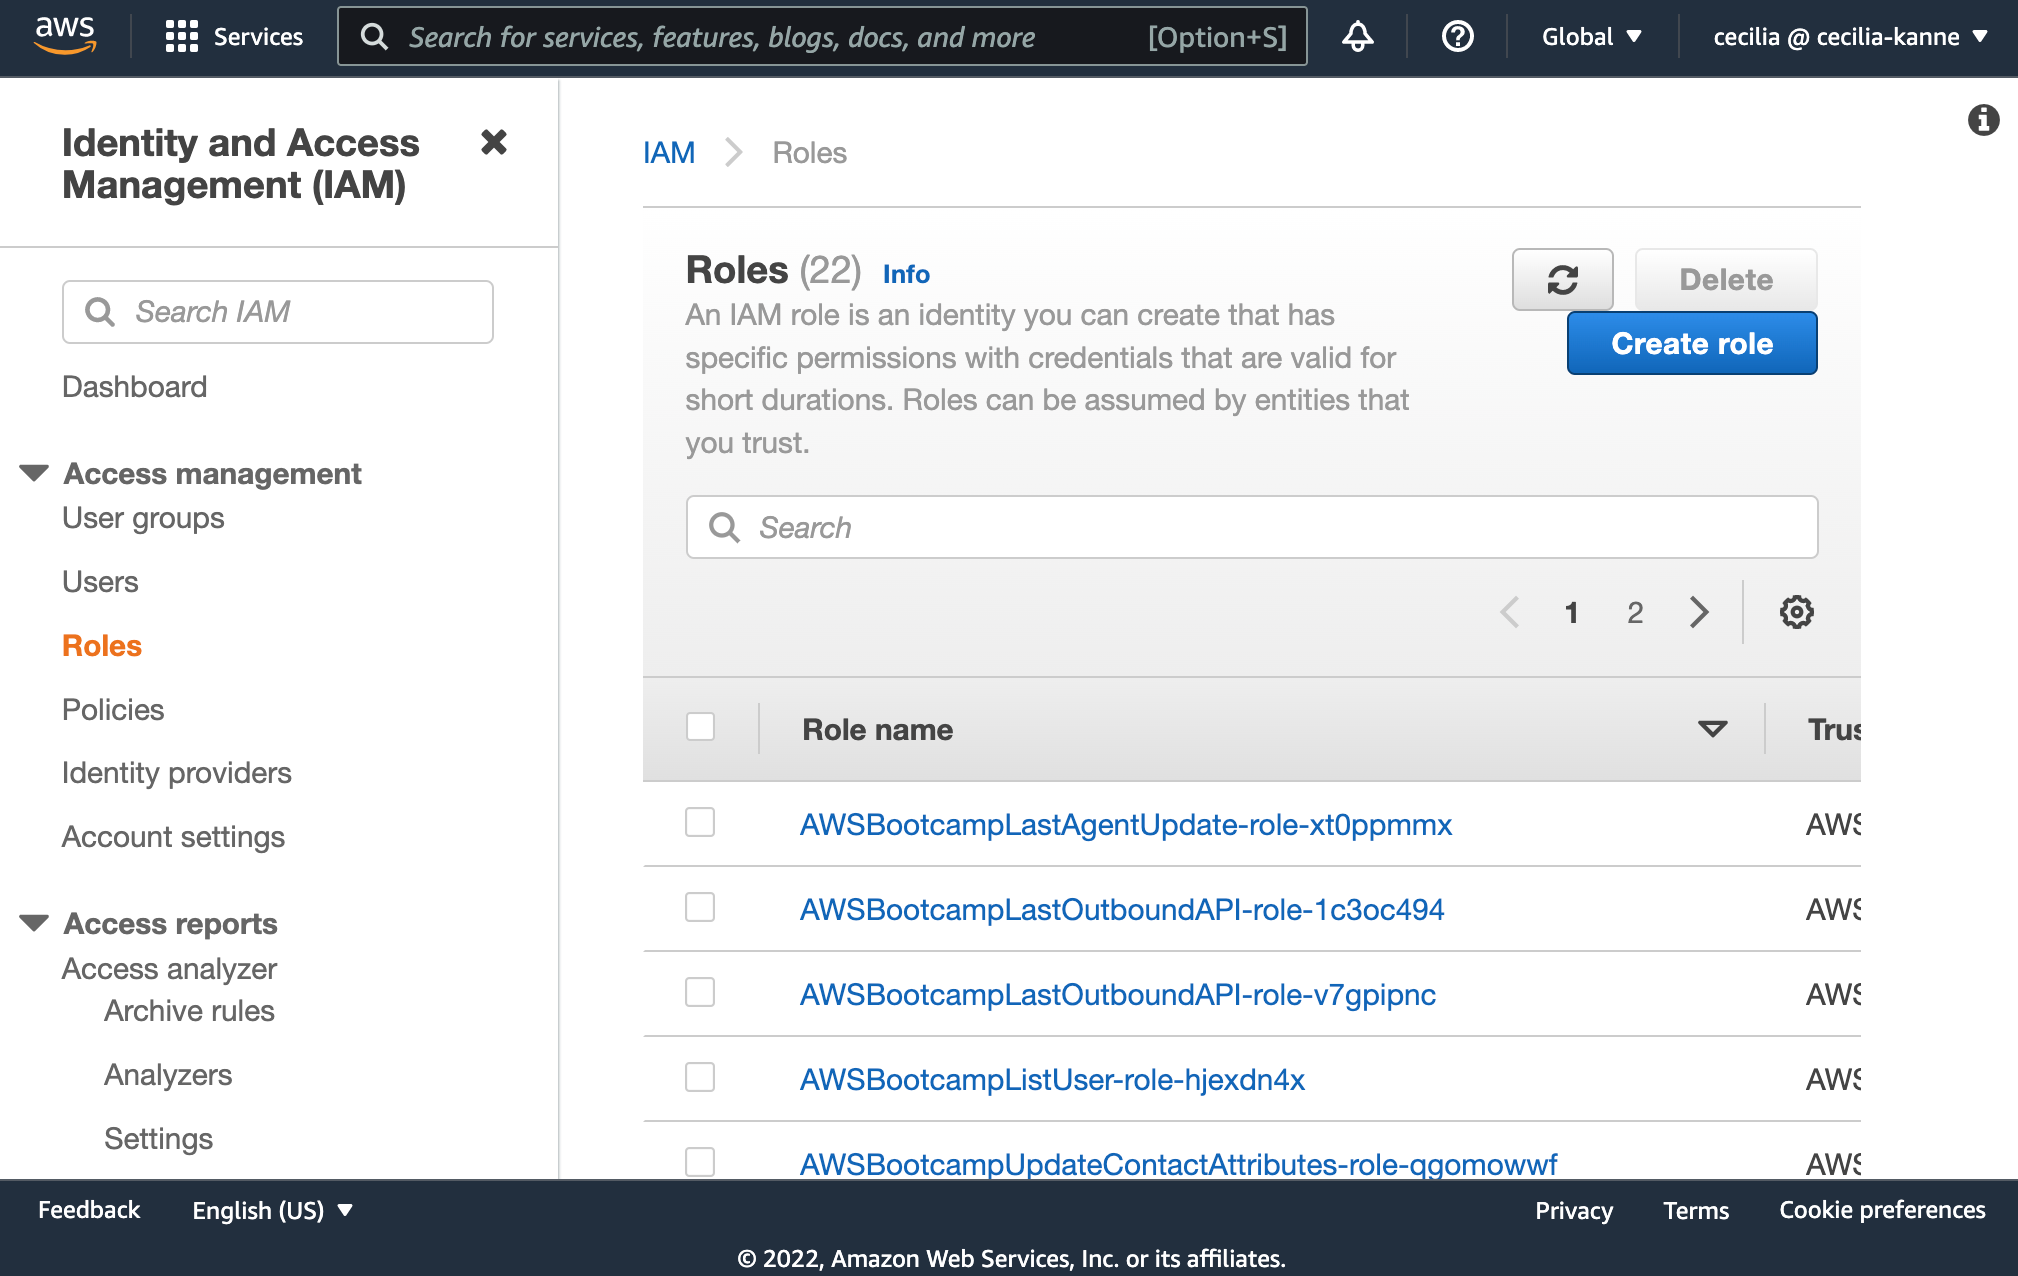 aws
Services
Search for services, features, blogs, docs, and more
[Option+S]
Global
cecilia @ cecilia-kanne
Identity and Access
Management (IAM)
Search IAM
Dashboard
Access management
User groups
Users
Roles
Policies
Identity providers
Account settings
Access reports
Access analyzer
Archive rules
Analyzers
Settings
IAM
Roles
Roles (22) Info
An IAM role is an identity you can create that has
specific permissions with credentials that are valid for
short durations. Roles can be assumed by entities that
you trust.
Delete
Create role
Search
1 2
Role name
Trus
AWSBootcampLastAgentUpdate-role-xt0ppmmx
AWS
AWSBootcampLastOutboundAPI-role-1c3oc494
AWS
AWSBootcampLastOutboundAPI-role-v7gpipnc
AWS
AWSBootcampListUser-role-hjexdn4x
AWS
AWSBootcampUpdateContactAttributes-role-qgomowwf
AWS
Feedback
English (US)
Privacy
Terms
Cookie preferences
© 2022, Amazon Web Services, Inc. or its affiliates.